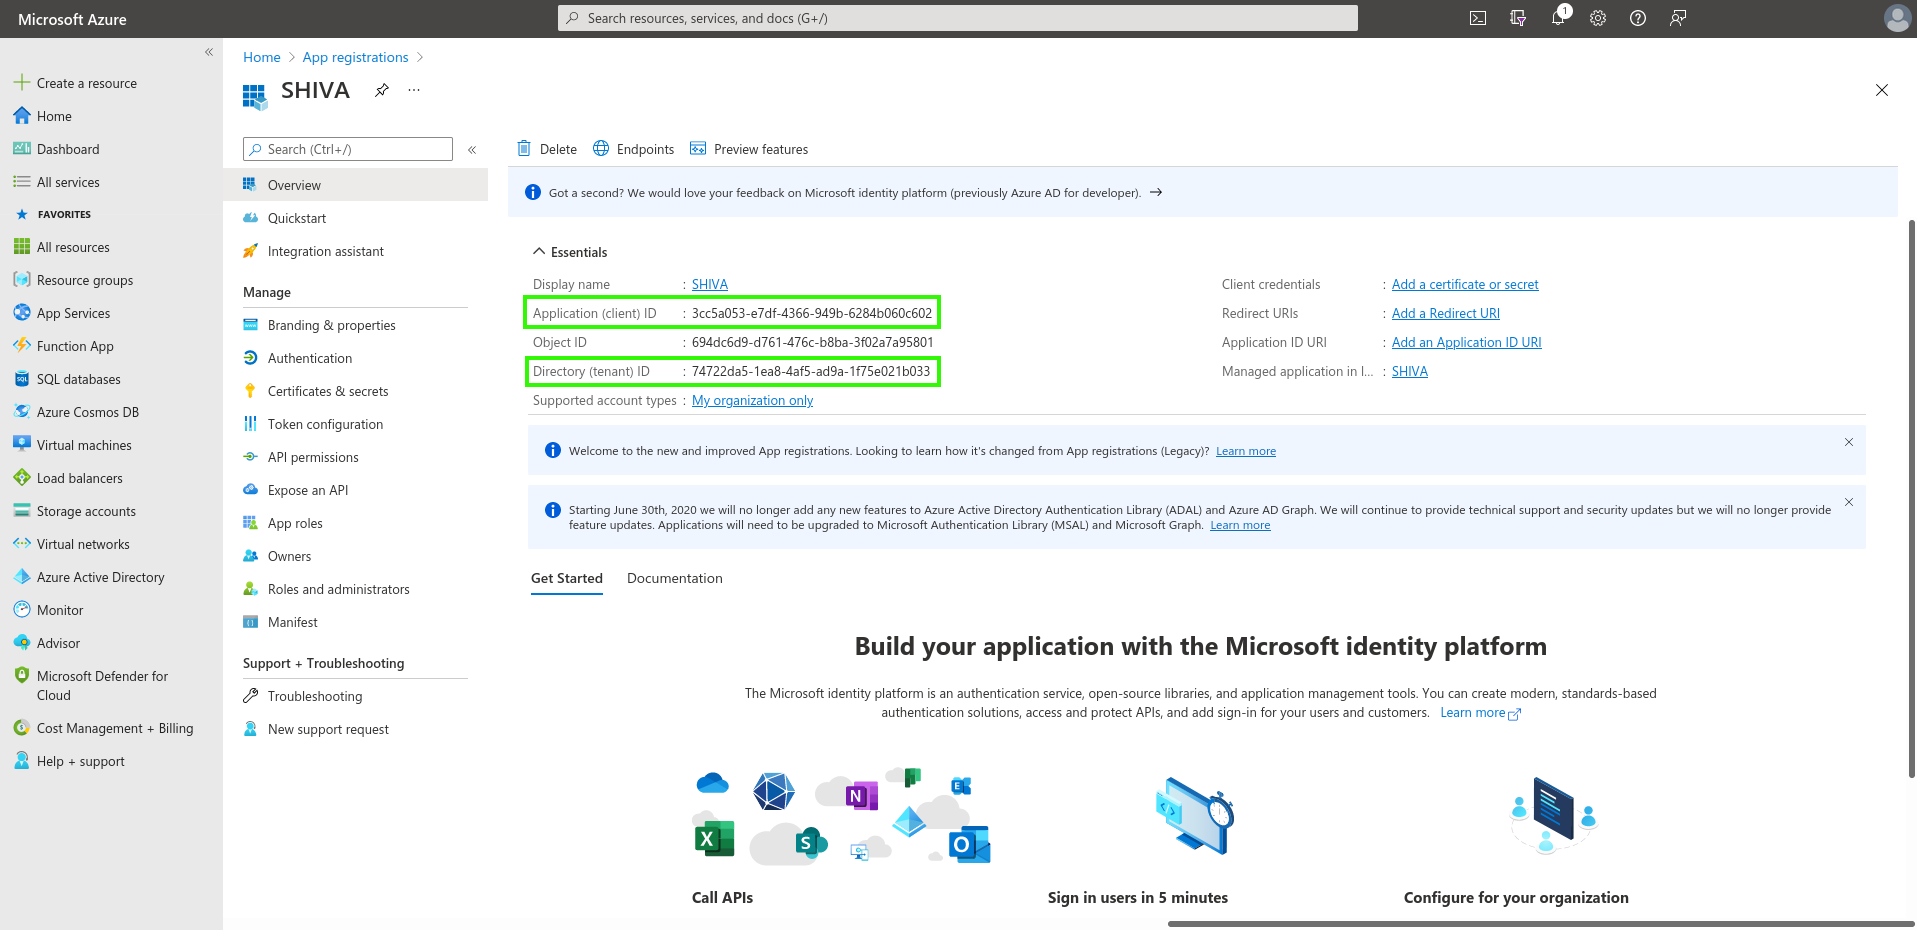 Microsoft Azure
Search resources, services, and docs (G+/)
1
«
Create a resource
Home
Dashboard
All services
FAVORITES
All resources
Resource groups
App Services
Function App
SQL databases
Azure Cosmos DB
Virtual machines
Load balancers
Storage accounts
Virtual networks
Azure Active Directory
Monitor
Advisor
Microsoft Defender for
Cloud
Cost Management + Billing
Help + support
Home > App registrations >
SHIVA
...
Search (Ctrl+/)
«
Overview
Quickstart
Integration assistant
Manage
Branding & properties
Authentication
Certificates & secrets
Token configuration
API permissions
Expose an API
App roles
Owners
Roles and administrators
Manifest
Support + Troubleshooting
Troubleshooting
New support request
Delete Endpoints Preview features
Got a second? We would love your feedback on Microsoft identity platform (previously Azure AD for developer). →
Essentials
Display name : SHIVA
Application (client) ID : 3cc5a053-e7df-4366-949b-6284b060c602
Object ID : 694dc6d9-d761-476c-b8ba-3f02a7a95801
Directory (tenant) ID : 74722da5-1ea8-4af5-ad9a-1f75e021b033
Supported account types : My organization only
Client credentials : Add a certificate or secret
Redirect URIs : Add a Redirect URI
Application ID URI : Add an Application ID URI
Managed application in l... : SHIVA
Welcome to the new and improved App registrations. Looking to learn how it's changed from App registrations (Legacy)? Learn more
Starting June 30th, 2020 we will no longer add any new features to Azure Active Directory Authentication Library (ADAL) and Azure AD Graph. We will continue to provide technical support and security updates but we will no longer provide
feature updates. Applications will need to be upgraded to Microsoft Authentication Library (MSAL) and Microsoft Graph. Learn more
Get Started Documentation
Build your application with the Microsoft identity platform
The Microsoft identity platform is an authentication service, open-source libraries, and application management tools. You can create modern, standards-based
authentication solutions, access and protect APIs, and add sign-in for your users and customers. Learn more
N
E
X
S
O
Call APIs
Sign in users in 5 minutes
Configure for your organization